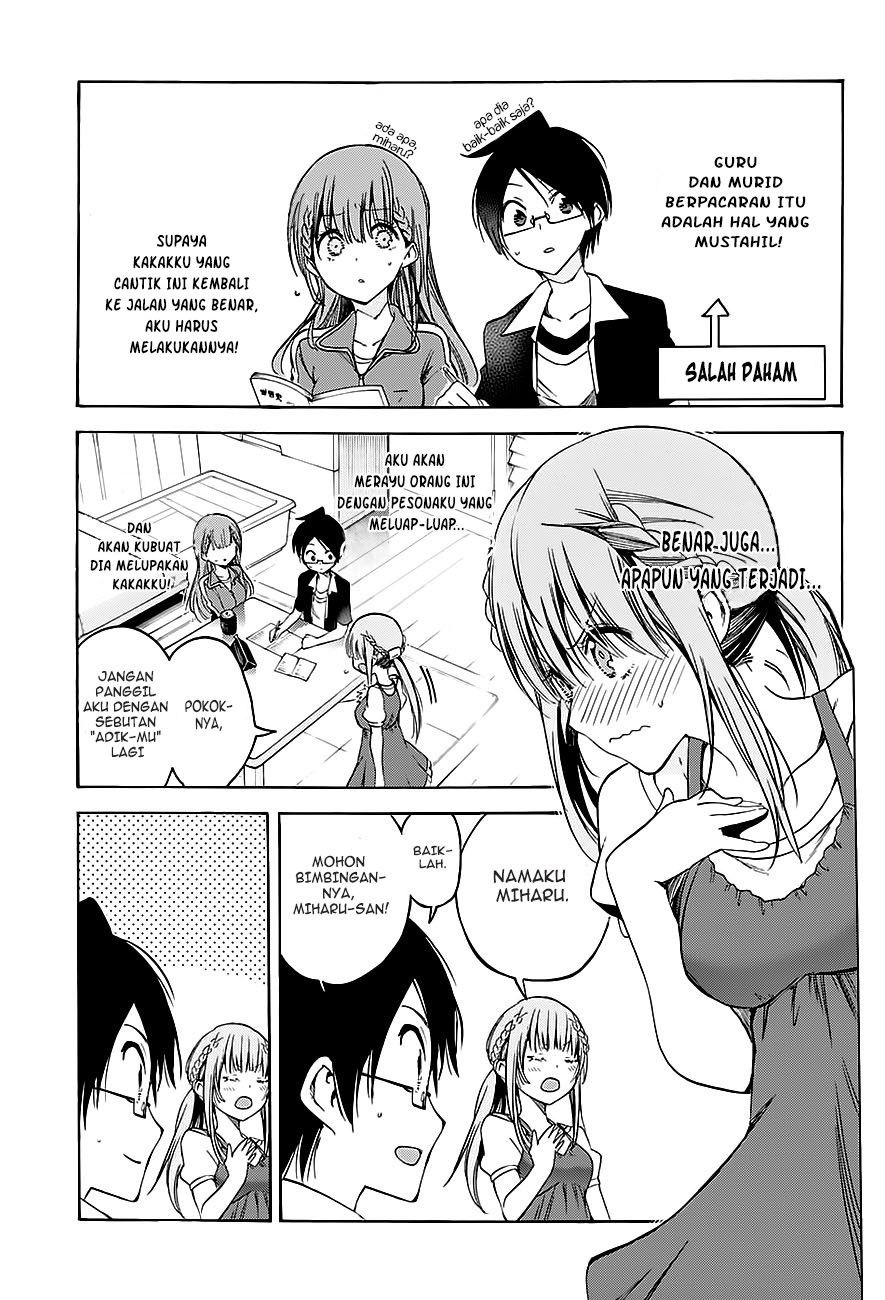 GURU
DAN MURID
BERPACARAN ITU
ADALAH HAL YANG
MUSTAHIL!
SALAH PAHAM
apa dia
baik-baik saja?
ada apa,
miharu?
SUPAYA
KAKAKKU YANG
CANTIK INI KEMBALI
KE JALAN YANG BENAR,
AKU HARUS
MELAKUKANNYA!
BENAR JUGA...
APAPUN YANG TERJADI...
AKU AKAN
MERAYU ORANG INI
DENGAN PESONAKU YANG
MELUAP-LUAP...
DAN
AKAN KUBUAT
DIA MELUPAKAN
KAKAKKU!
POKOK-
NYA,
JANGAN
PANGGIL
AKU DENGAN
SEBUTAN
"ADIK-MU"
LAGI
NAMAKU
MIHARU.
BAIK-
LAH.
MOHON
BIMBINGAN-
NYA,
MIHARU-SAN!